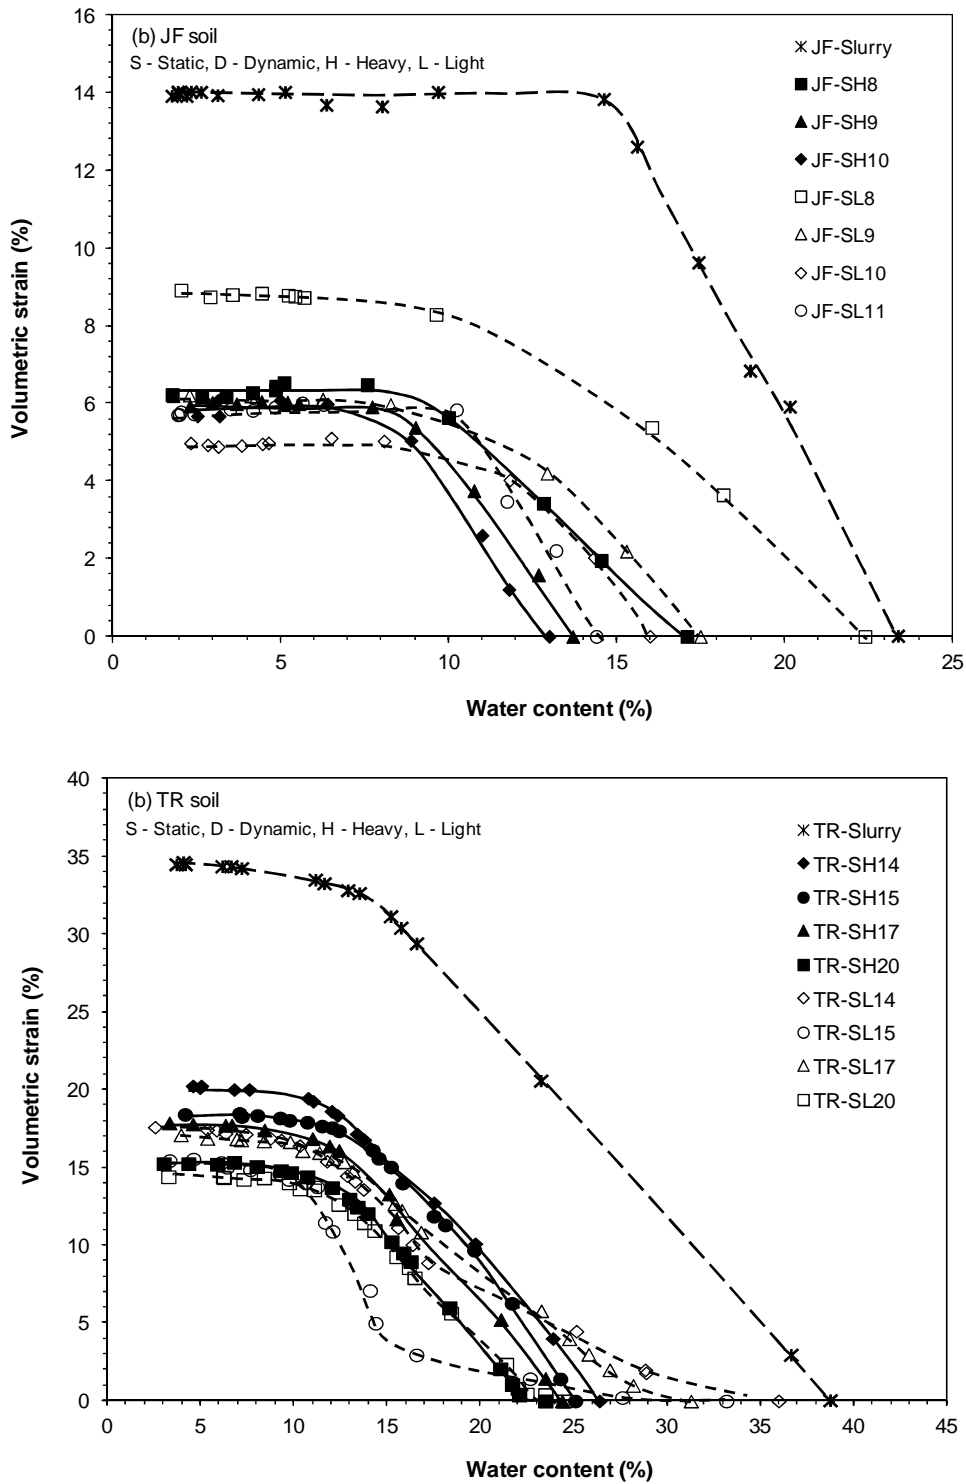 (b) JF soil
S - Static, D - Dynamic, H - Heavy, L - Light
JF-Slurry
JF-SH8
JF-SH9
JF-SH10
JF-SL8
JF-SL9
JF-SL10
JF-SL11
16
14
12
10
8
6
4
2
0
Volumetric strain (%)
0 5 10 15 20 25
Water content (%)
(b) TR soil
S - Static, D - Dynamic, H - Heavy, L - Light
TR-Slurry
TR-SH14
TR-SH15
TR-SH17
TR-SH20
TR-SL14
TR-SL15
TR-SL17
TR-SL20
40
35
30
25
20
15
10
5
0
Volumetric strain (%)
0 5 10 15 20 25 30 35 40 45
Water content (%)